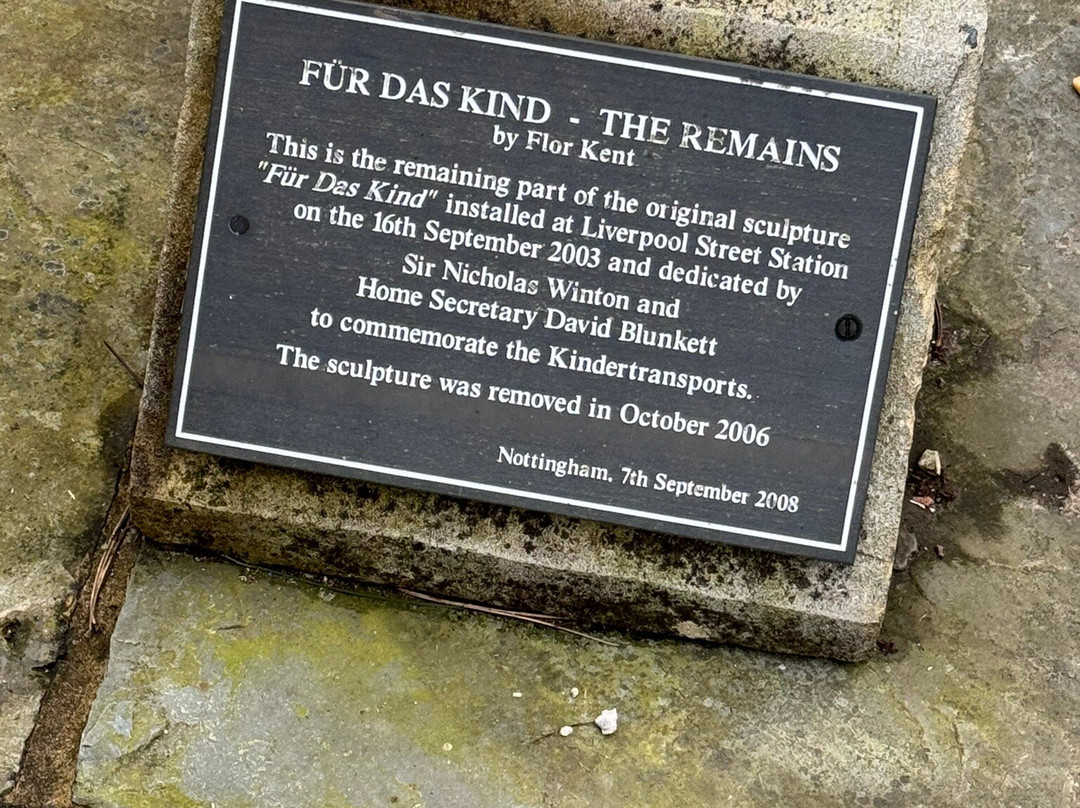 FÜR DAS KIND - THE REMAINS
by Flor Kent
This is the remaining part of the original sculpture
"Für Das Kind" installed at Liverpool Street Station
on the 16th September 2003 and dedicated by
Sir Nicholas Winton and
Home Secretary David Blunkett
to commemorate the Kindertransports.
The sculpture was removed in October 2006
Nottingham, 7th September 2008